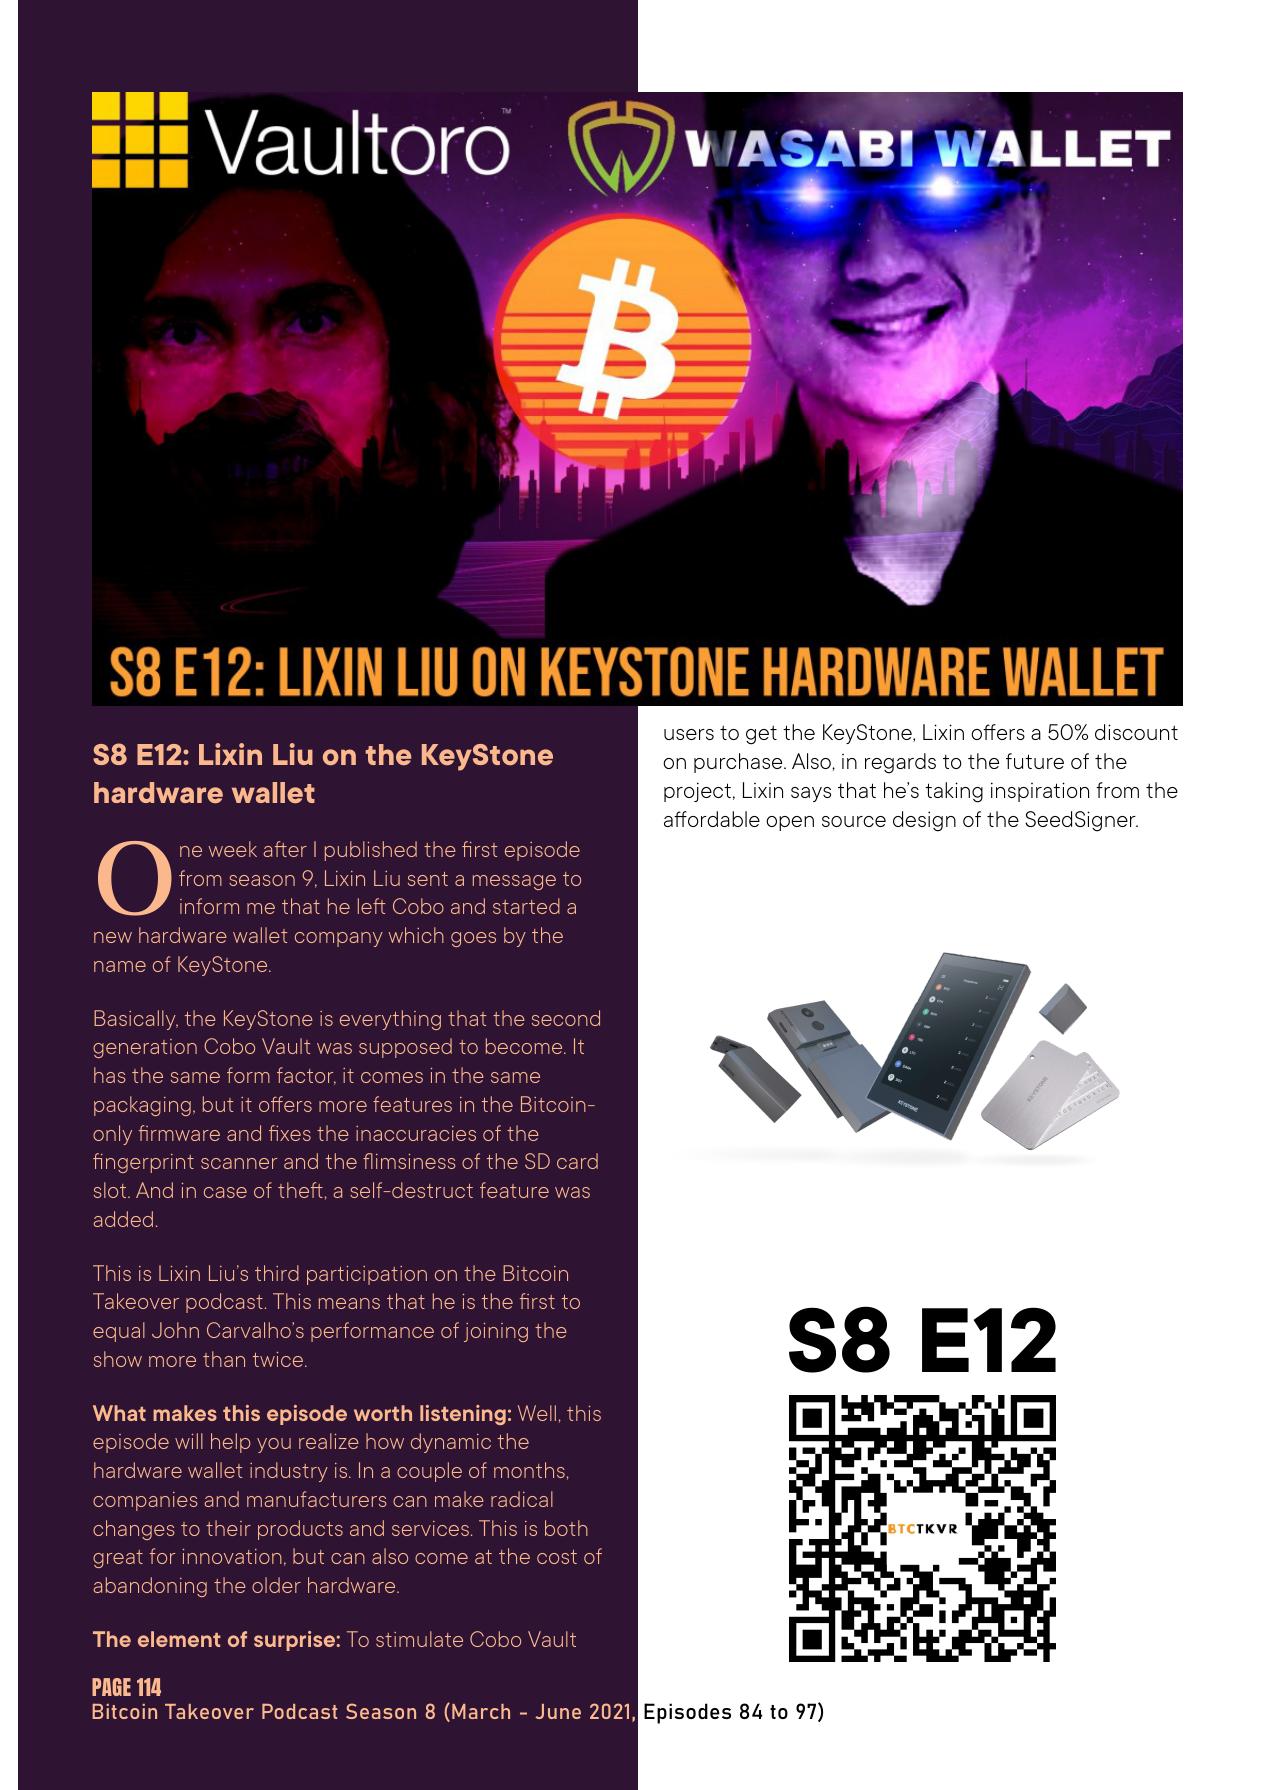 Vaultoro™
WASABI WALLET
S8 E12: LIXIN LIU ON KEYSTONE HARDWARE WALLET
S8 E12: Lixin Liu on the KeyStone
hardware wallet
One week after I published the first episode
from season 9, Lixin Liu sent a message to
inform me that he left Cobo and started a
new hardware wallet company which goes by the
name of KeyStone.
Basically, the KeyStone is everything that the second
generation Cobo Vault was supposed to become. It
has the same form factor, it comes in the same
packaging, but it offers more features in the Bitcoin-
only firmware and fixes the inaccuracies of the
fingerprint scanner and the flimsiness of the SD card
slot. And in case of theft, a self-destruct feature was
added.
This is Lixin Liu's third participation on the Bitcoin
Takeover podcast. This means that he is the first to
equal John Carvalho's performance of joining the
show more than twice.
What makes this episode worth listening: Well, this
episode will help you realize how dynamic the
hardware wallet industry is. In a couple of months,
companies and manufacturers can make radical
changes to their products and services. This is both
great for innovation, but can also come at the cost of
abandoning the older hardware.
The element of surprise: To stimulate Cobo Vault
users to get the KeyStone, Lixin offers a 50% discount
on purchase. Also, in regards to the future of the
project, Lixin says that he's taking inspiration from the
affordable open source design of the SeedSigner.
KEYSTONE
KEYSTONE
S8 E12
BTCTKVR
PAGE 114
Bitcoin Takeover Podcast Season 8 (March - June 2021, Episodes 84 to 97)